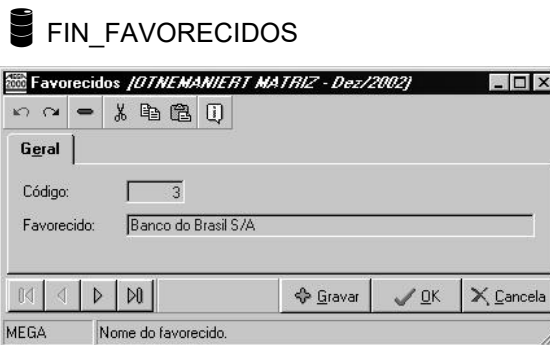 FIN_FAVORECIDOS
Favorecidos [OTNEMANIERT MATRIZ - Dez/2002]
Geral
Código: 3
Favorecido: Banco do Brasil S/A
Gravar OK Cancela
MEGA Nome do favorecido.